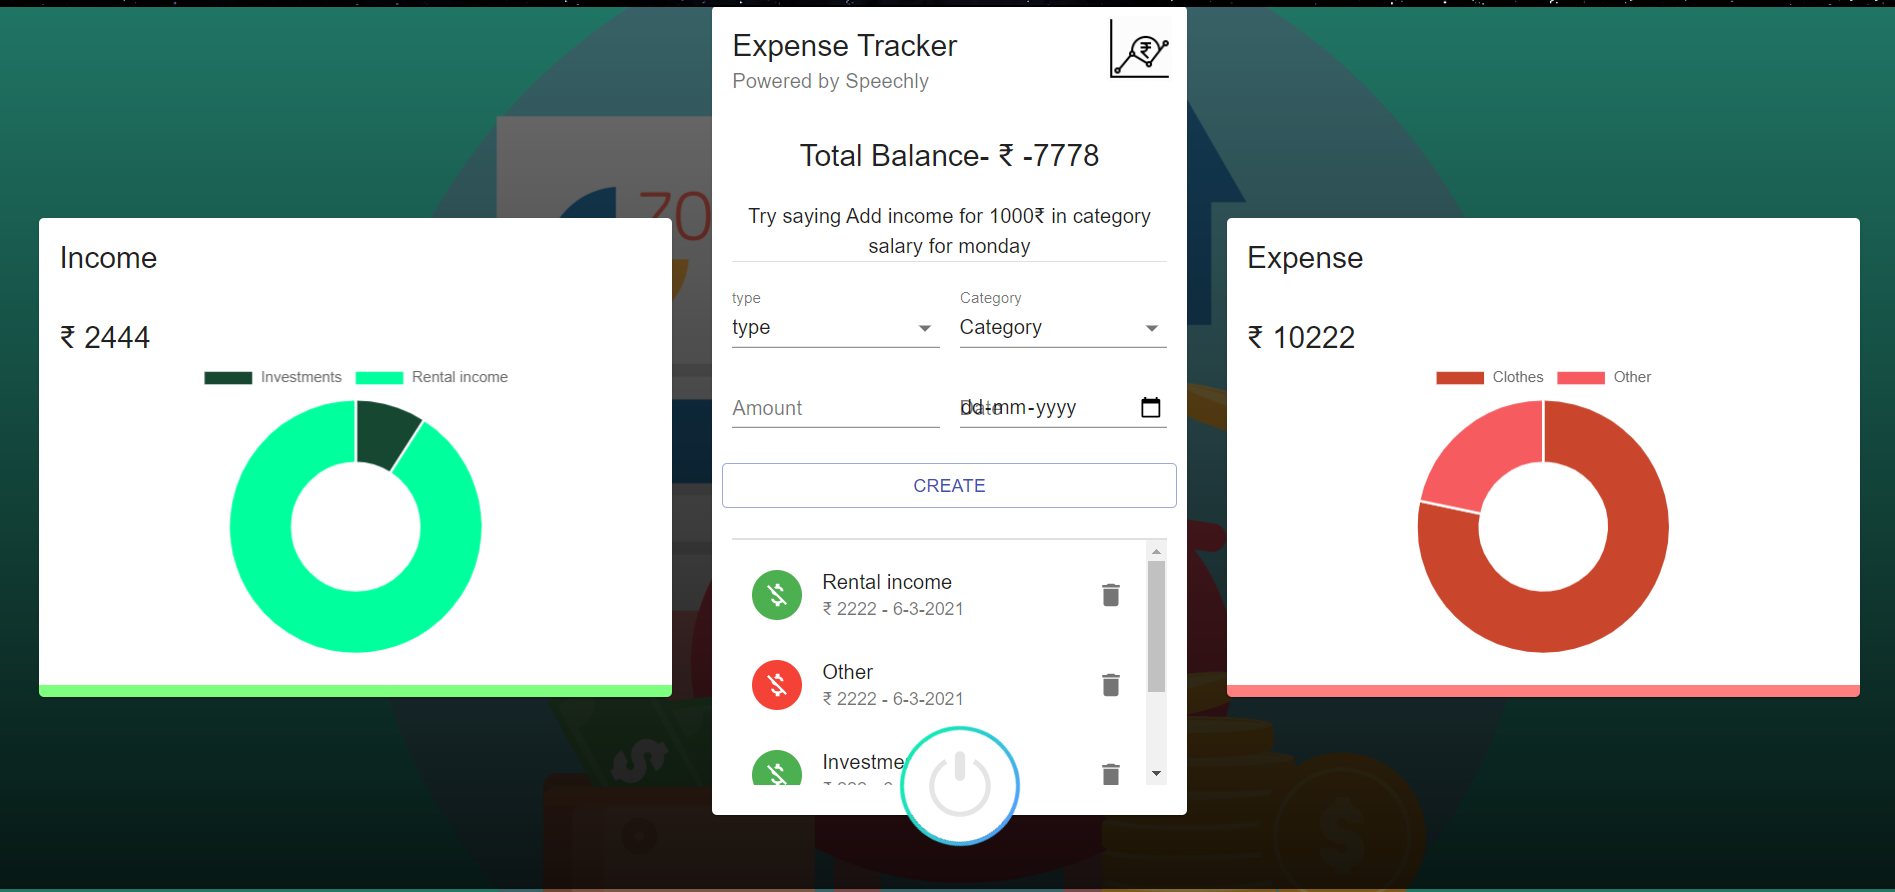 Expense Tracker
Powered by Speechly
₹
Total Balance- ₹ -7778
Try saying Add income for 1000₹ in category
salary for monday
type
Category
type
Category
Amount
Date
dd-mm-yyyy
CREATE
Rental income
₹ 2222 - 6-3-2021
Other
₹ 2222 - 6-3-2021
Income
₹ 2444
Investments
Rental income
70
Expense
₹ 10222
Clothes
Other
$
$